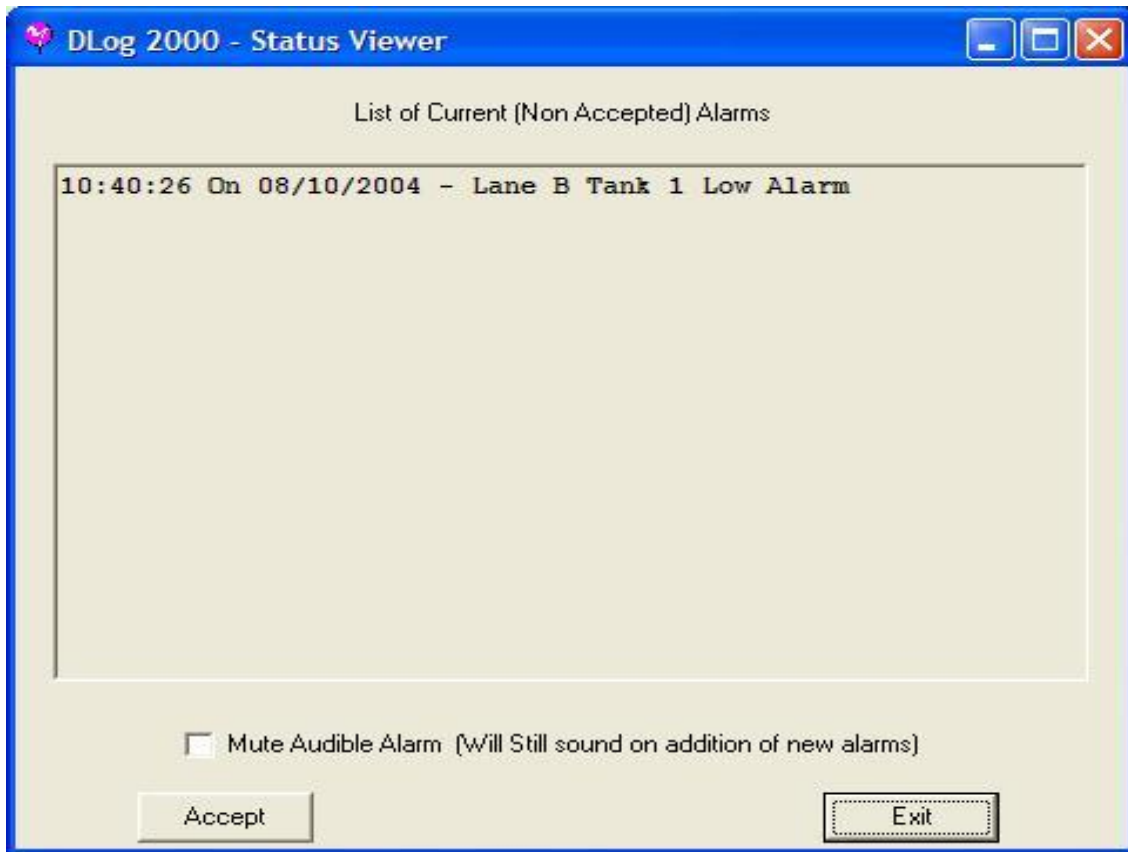 DLog 2000 - Status Viewer
List of Current (Non Accepted) Alarms
10:40:26 On 08/10/2004 - Lane B Tank 1 Low Alarm
Mute Audible Alarm (Will Still sound on addition of new alarms)
Accept
Exit